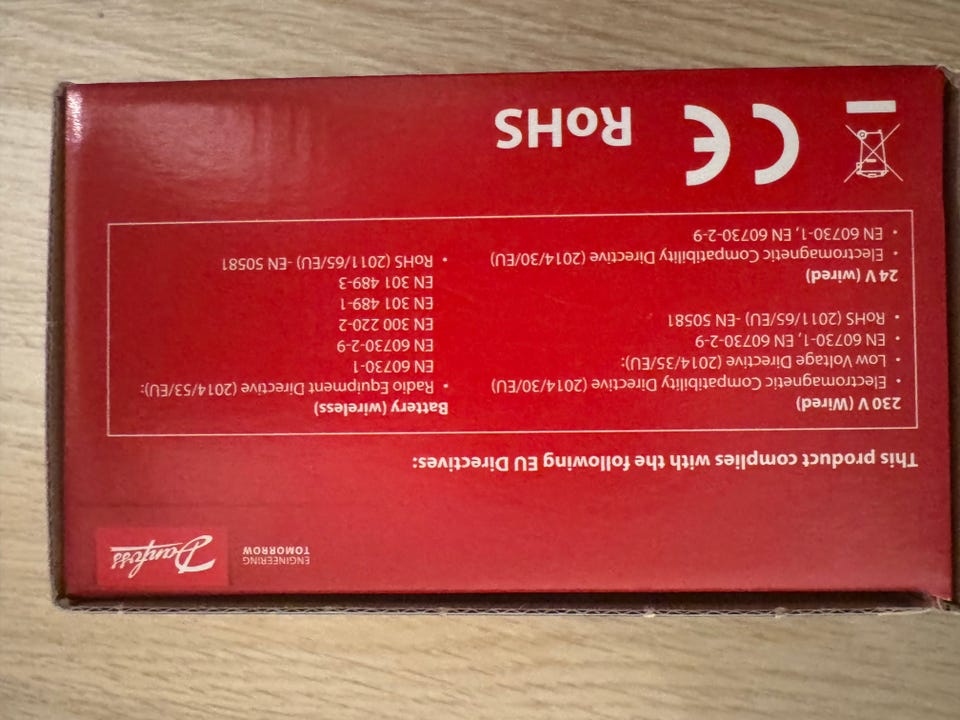 ENGINEERING
TOMORROW
Danfoss
This product complies with the following EU Directives:
230 V (Wired)
• Electromagnetic Compatibility Directive (2014/30/EU)
• Low Voltage Directive (2014/35/EU):
• EN 60730-1, EN 60730-2-9
• RoHS (2011/65/EU) -EN 50581
24 V (wired)
• Electromagnetic Compatibility Directive (2014/30/EU)
• EN 60730-1, EN 60730-2-9
Battery (wireless)
• Radio Equipment Directive (2014/53/EU):
EN 60730-1
EN 60730-2-9
EN 300 220-2
EN 301 489-1
EN 301 489-3
• RoHS (2011/65/EU) -EN 50581
CE
RoHS